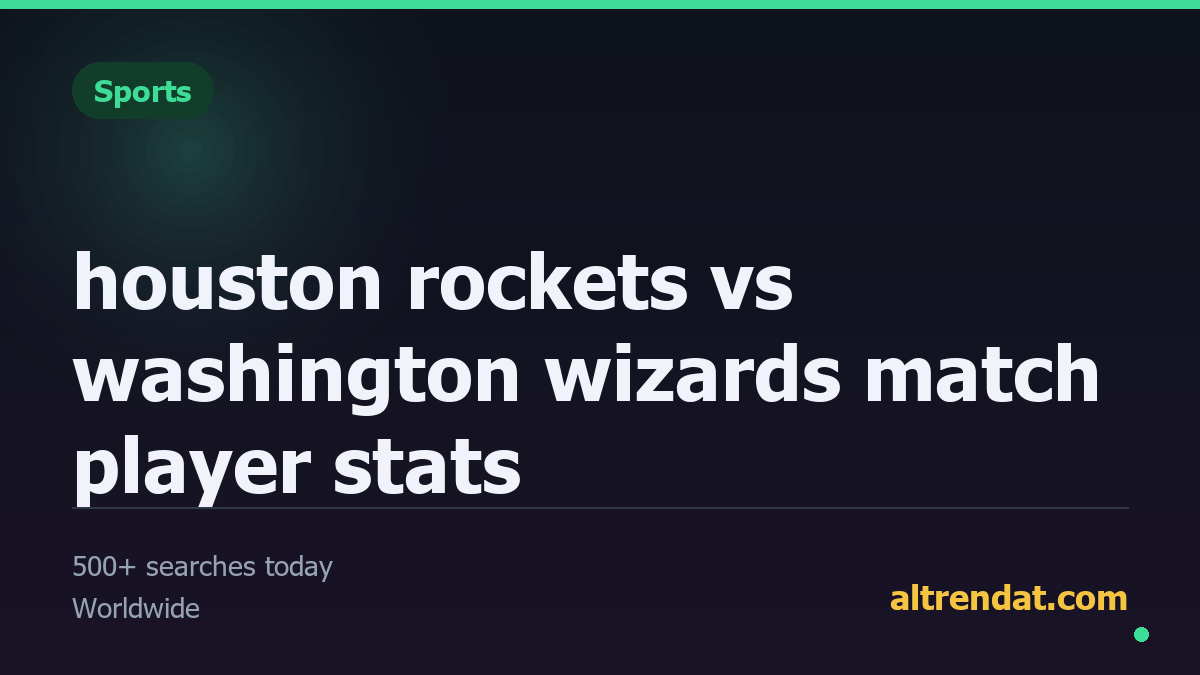 Sports
houston rockets vs
washington wizards match
player stats
500+ searches today
Worldwide
altrendat.com